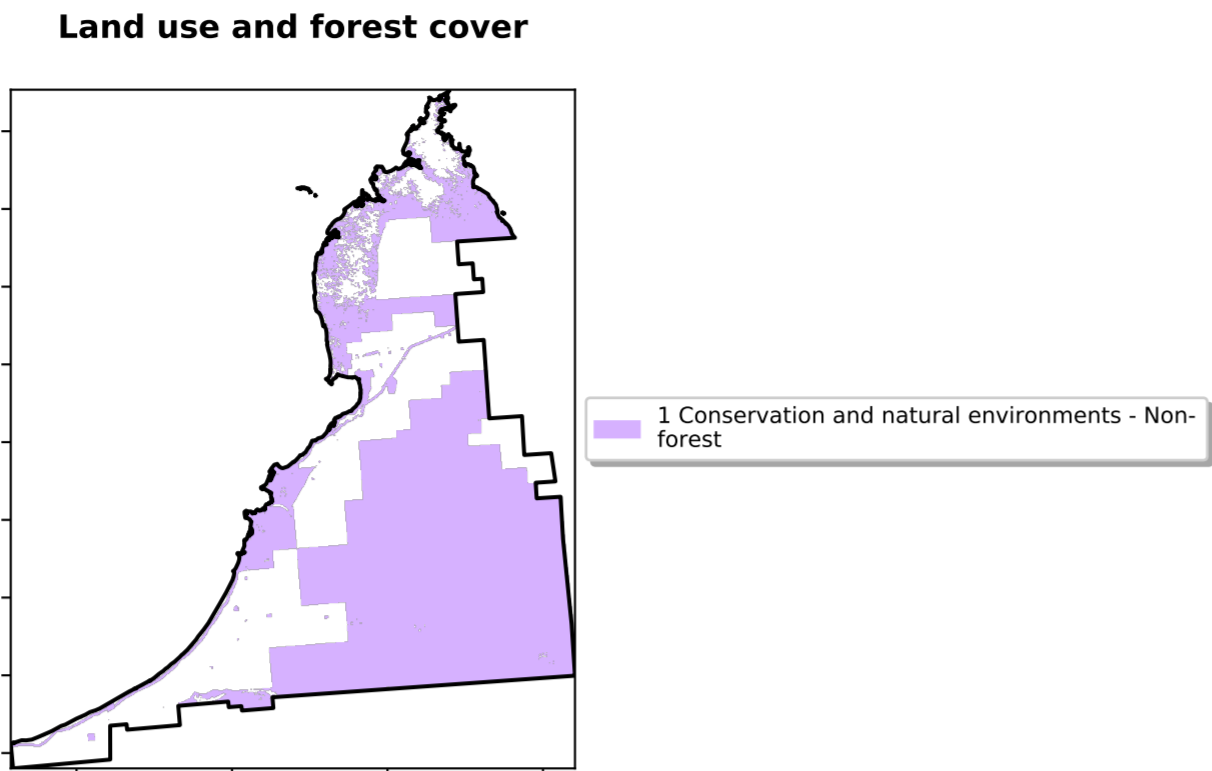 Land use and forest cover
1 Conservation and natural environments - Non-
forest